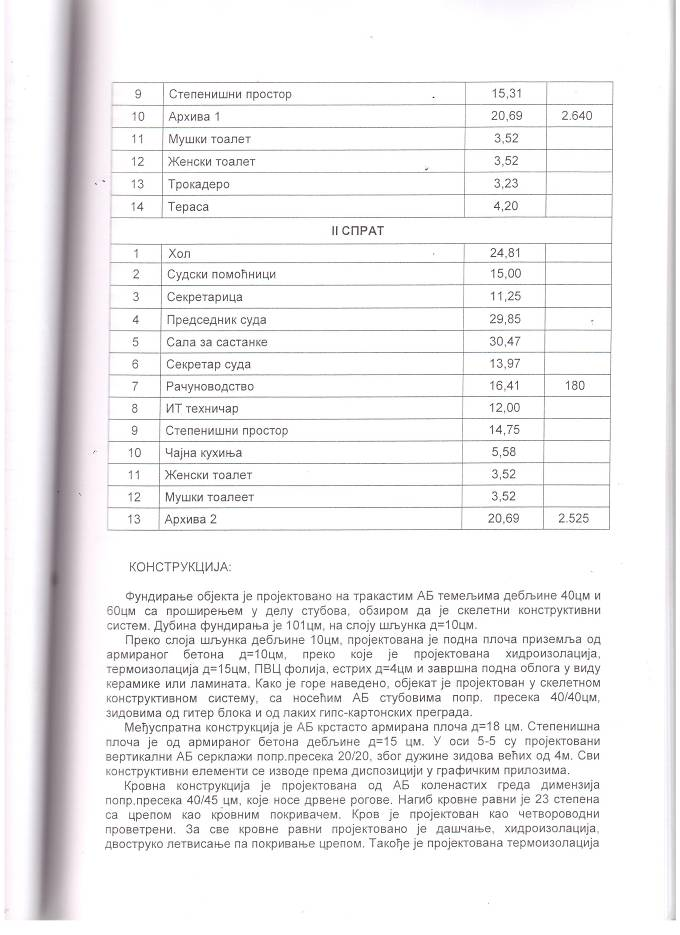 9 Степенишни простор 15,31
10 Архива 1 20,69 2.640
11 Мушки тоалет 3,52
12 Женски тоалет 3,52
13 Трокадеро 3,23
14 Тераса 4,20
II СПРАТ
1 Хол 24,81
2 Судски помоћници 15,00
3 Секретарица 11,25
4 Председник суда 29,85
5 Сала за састанке 30,47
6 Секретар суда 13,97
7 Рачуноводство 16,41 180
8 ИТ техничар 12,00
9 Степенишни простор 14,75
10 Чајна кухиња 5,58
11 Женски тоалет 3,52
12 Мушки тоалеет 3,52
13 Архива 2 20,69 2.525
КОНСТРУКЦИЈА:
Фундирање објекта је пројектовано на тракастим АБ темељима дебљине 40цм и
60цм са проширењем у делу стубова, обзиром да је скелетни конструктивни
систем. Дубина фундирања је 101цм, на слоју шљунка д=10цм.
Преко слоја шљунка дебљине 10цм, пројектована је подна плоча приземља од
армираног бетона д=10цм, преко које је пројектована хидроизолација,
термоизолација д=15цм, ПВЦ фолија, естрих д=4цм и завршна подна облога у виду
керамике или ламината. Како је горе наведено, објекат је пројектован у скелетном
конструктивном систему, са носећим АБ стубовима попр. пресека 40/40цм,
зидовима од гитер блока и од лаких гипс-картонских преграда.
Међуспратна конструкција је АБ крстасто армирана плоча д=18 цм. Степенишна
плоча је од армираног бетона дебљине д=15 цм. У оси 5-5 су пројектовани
вертикални АБ серклажи попр.пресека 20/20, због дужине зидова већих од 4м. Сви
конструктивни елементи се изводе према диспозицији у графичким прилозима.
Кровна конструкција је пројектована од АБ коленастих греда димензија
попр.пресека 40/45 цм, које носе дрвене рогове. Нагиб кровне равни је 23 степена
са црепом као кровним покривачем. Кров је пројектован као четвороводни
проветрени. За све кровне равни пројектовано је дашчање, хидроизолација,
двоструко летвисање па покривање црепом. Такође је пројектована термоизолација